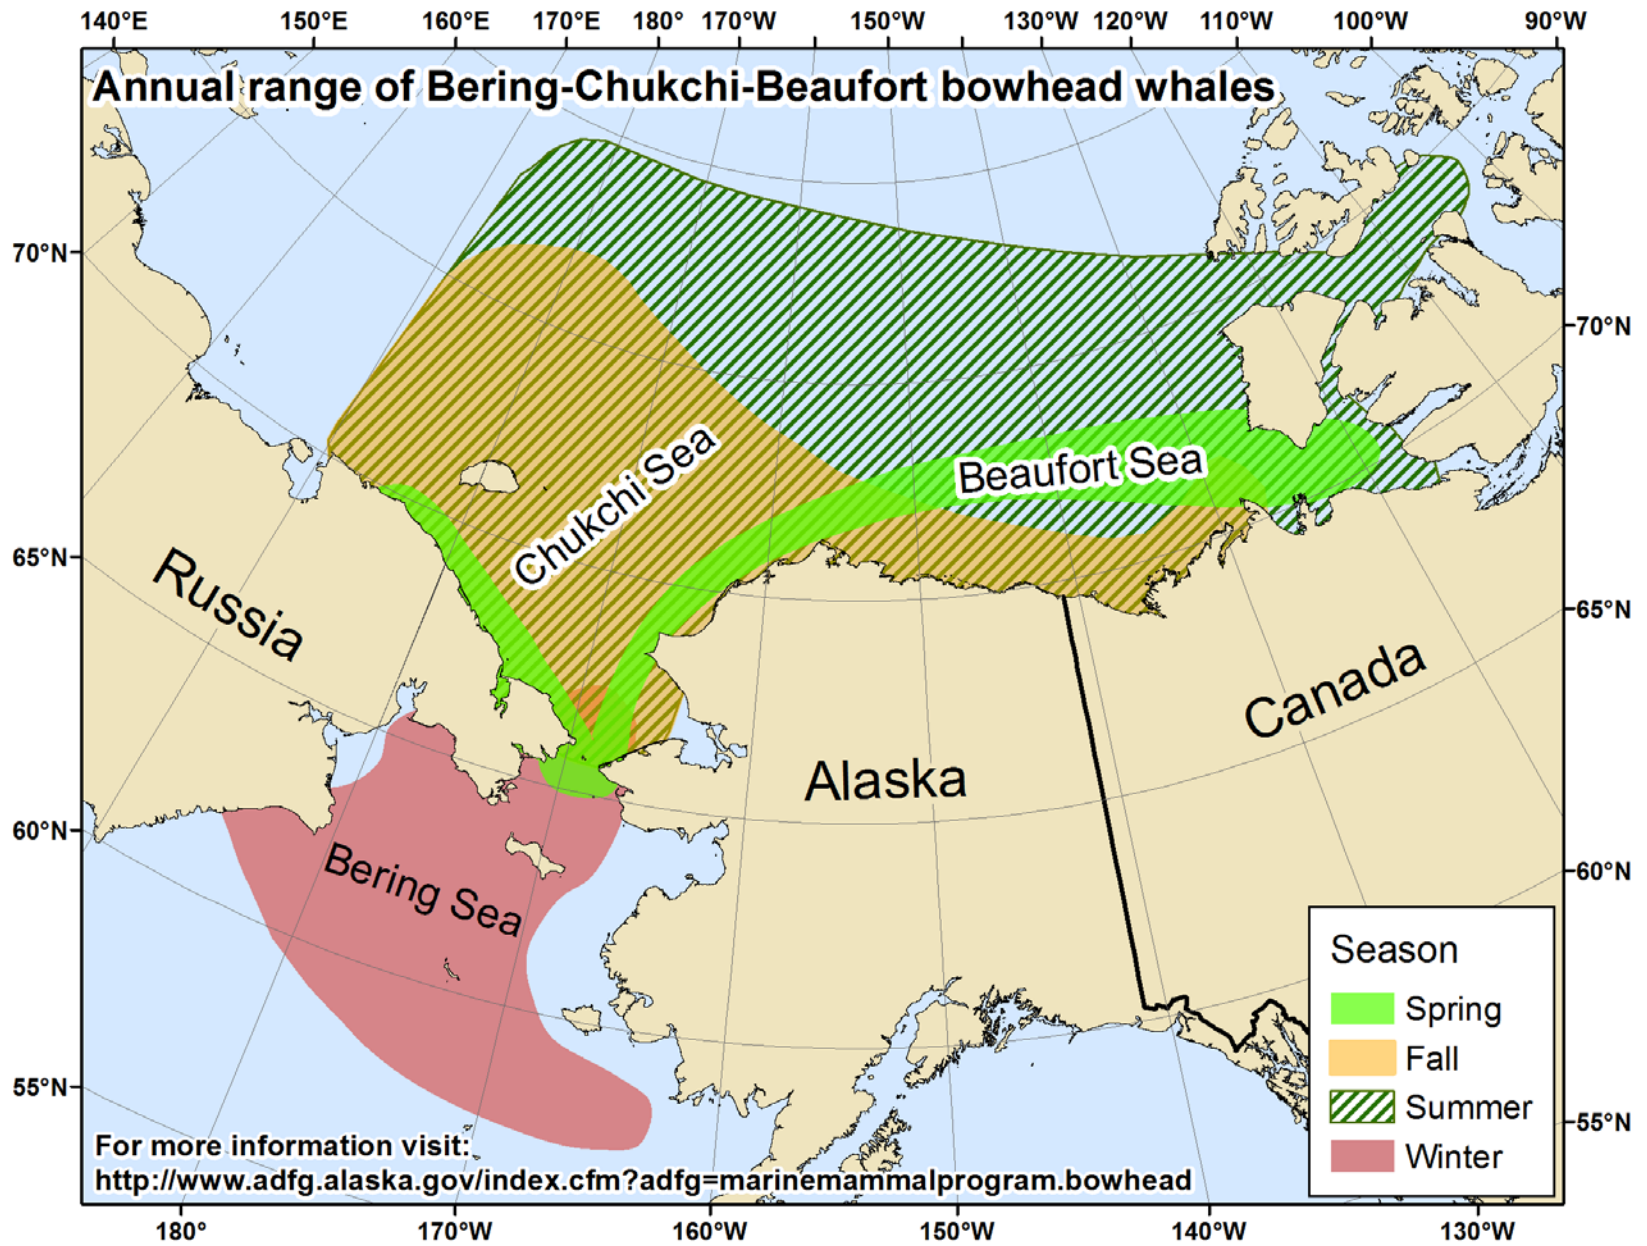 140°E 150°E 160°E 170°E 180° 170°W 150°W 130°W 120°W 110°W 100°W 90°W
Annual range of Bering-Chukchi-Beaufort bowhead whales
70°N
70°N
Chukchi Sea
Beaufort Sea
65°N
65°N
Russia
Canada
Alaska
60°N
60°N
Bering Sea
Season
Spring
Fall
Summer
Winter
55°N
55°N
For more information visit:
http://www.adfg.alaska.gov/index.cfm?adfg=marinemammalprogram.bowhead
180° 170°W 160°W 150°W 140°W 130°W